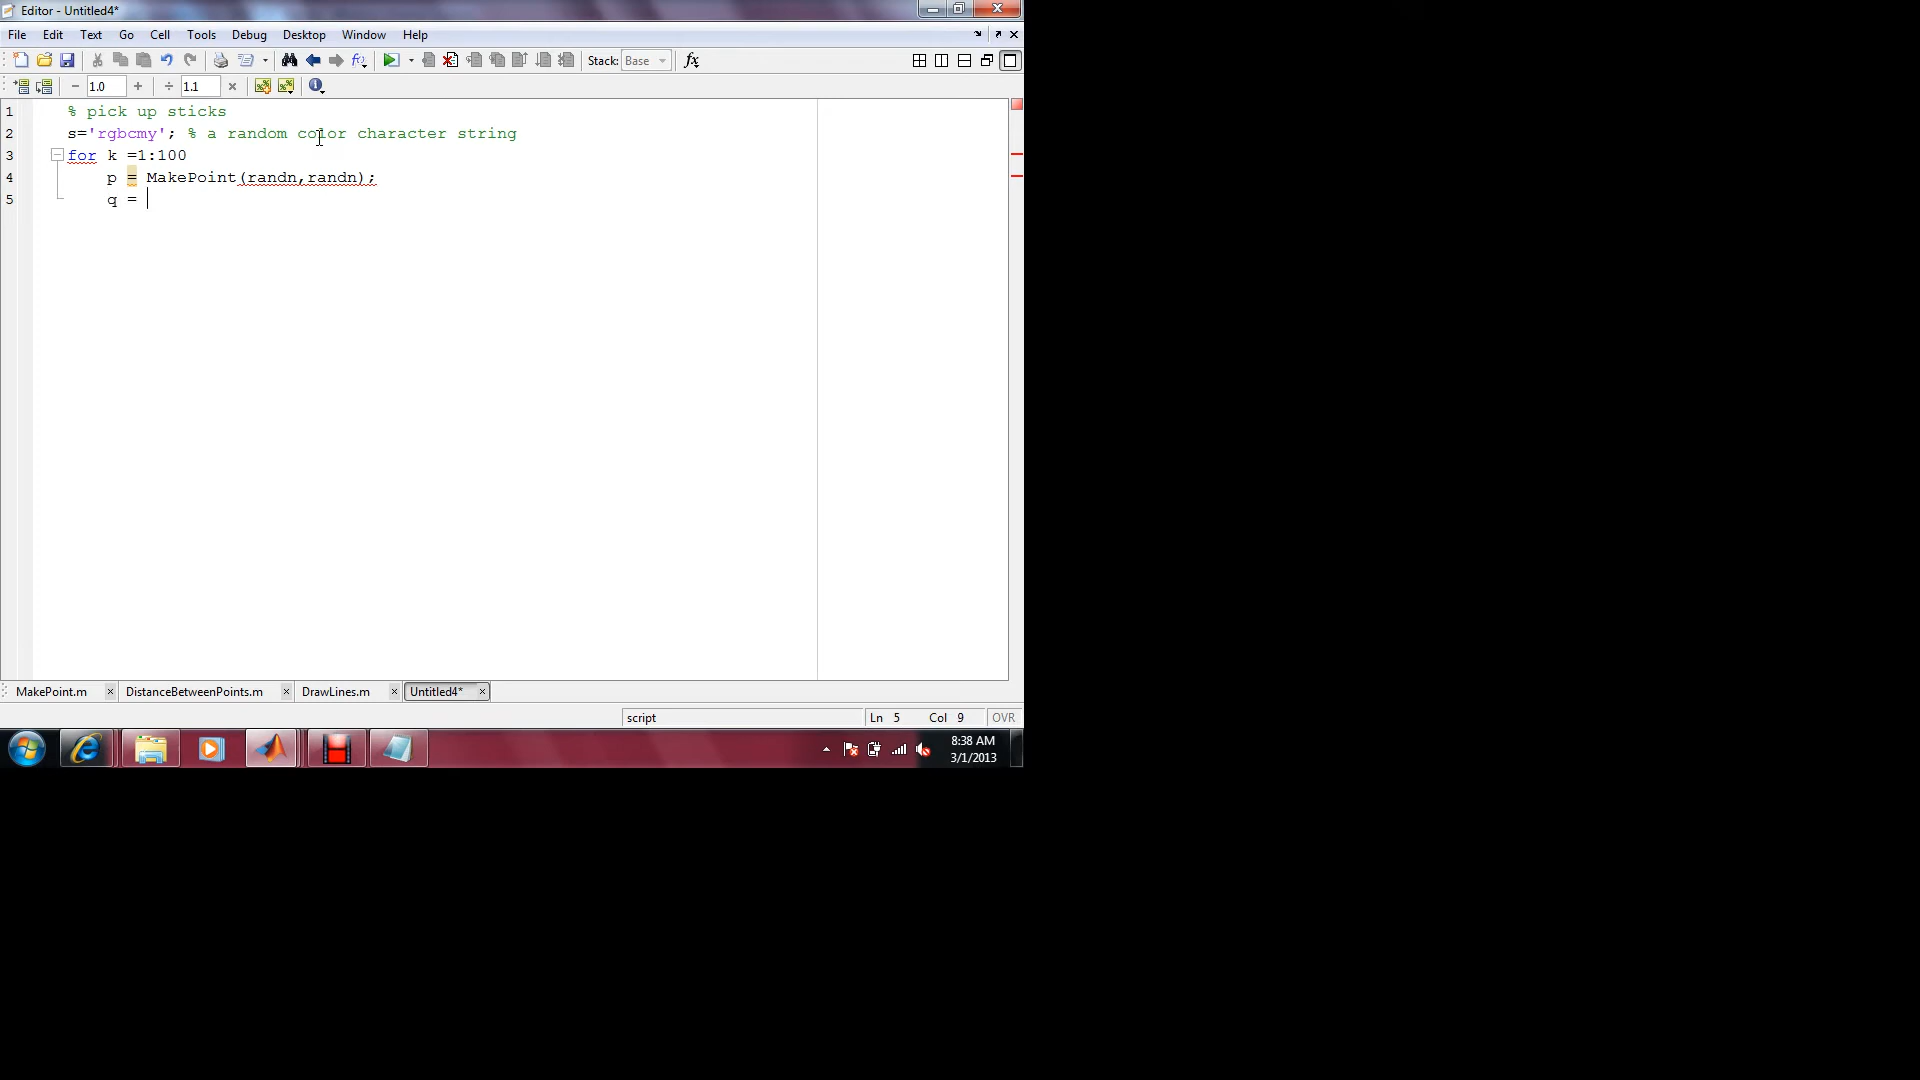 Editor - Untitled4*
File Edit Text Go Cell Tools Debug Desktop Window Help
Stack: Base fx
− 1.0 + ÷ 1.1 ×
1 % pick up sticks
2 s='rgbcmy'; % a random color character string
3 for k =1:100
4 p = MakePoint(randn,randn);
5 q =
MakePoint.m DistanceBetweenPoints.m DrawLines.m Untitled4*
script Ln 5 Col 9 OVR
8:38 AM
3/1/2013